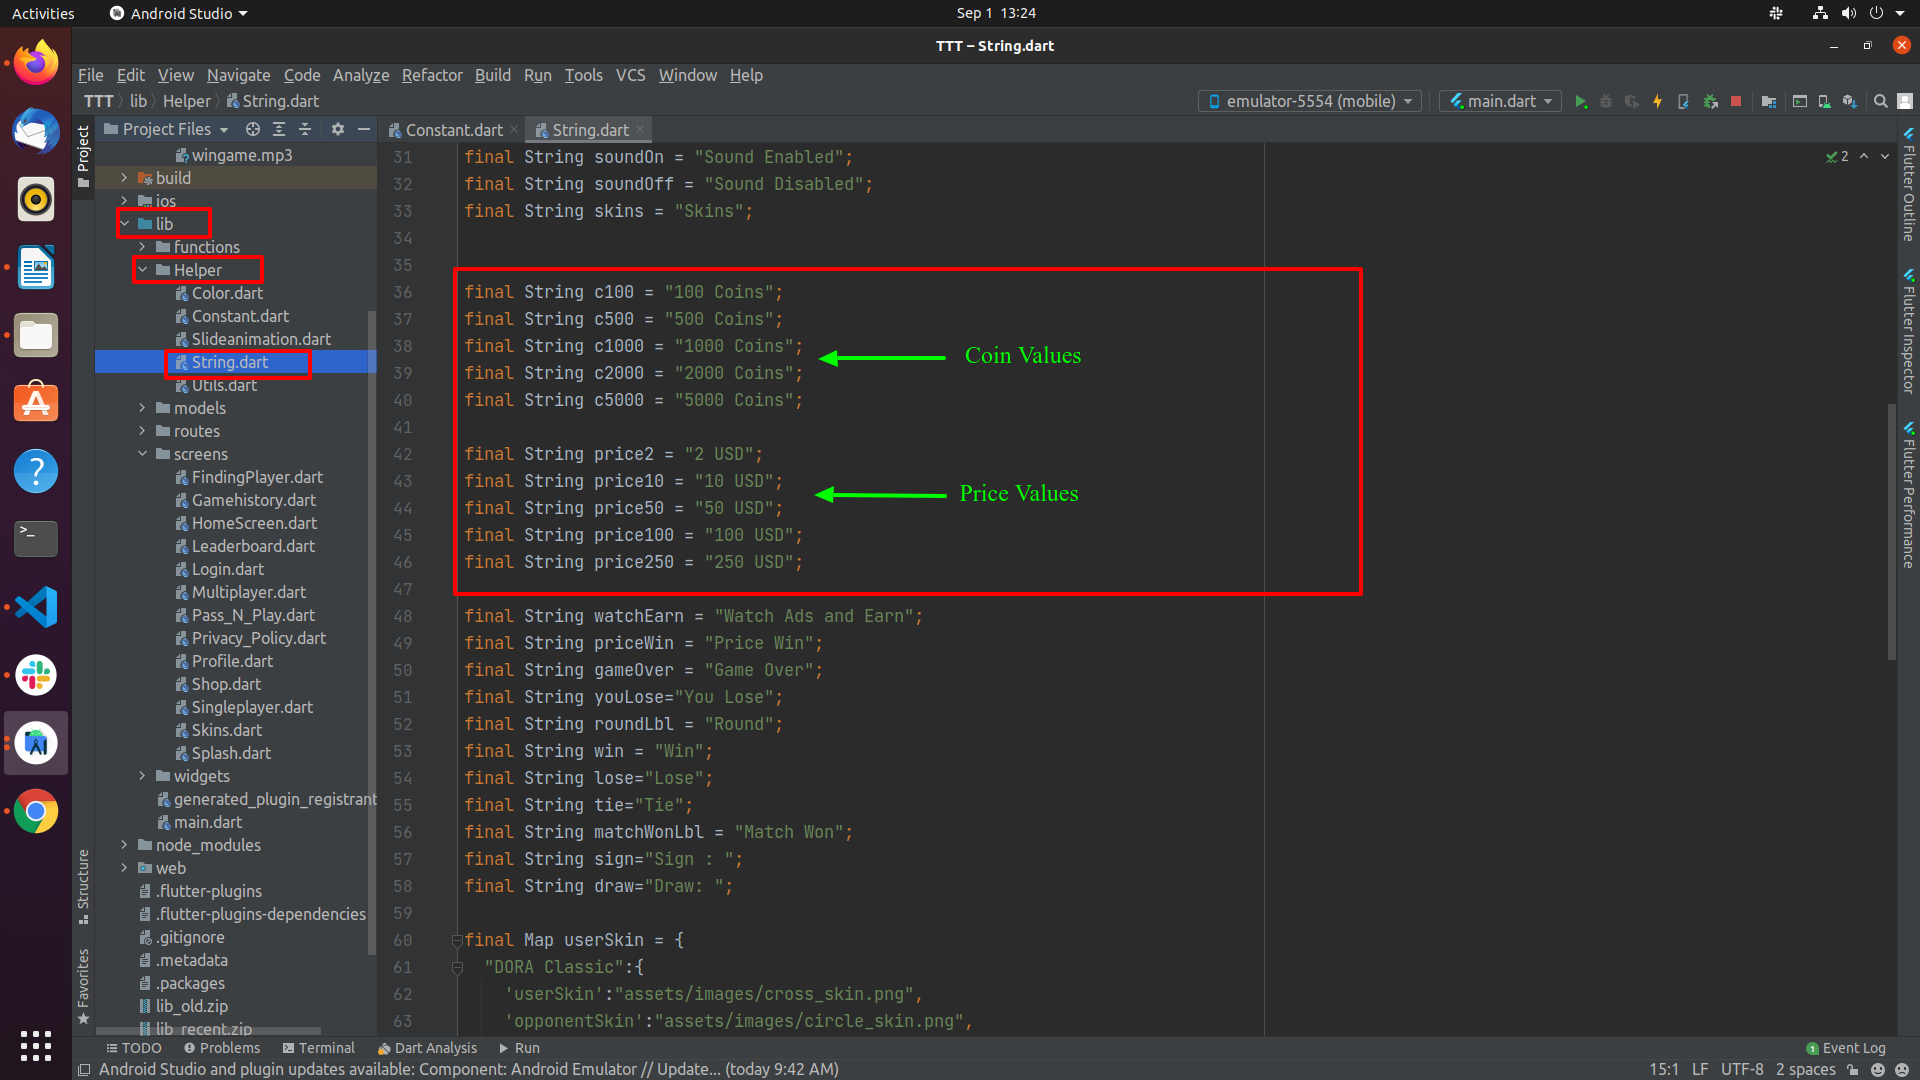 Activities
Android Studio
Sep 1 13:24
TTT – String.dart
File Edit View Navigate Code Analyze Refactor Build Run Tools VCS Window Help
TTT lib Helper String.dart
emulator-5554 (mobile)
main.dart
Project
Project Files
Constant.dart
String.dart
wingame.mp3
build
ios
lib
functions
Helper
Color.dart
Constant.dart
Slideanimation.dart
String.dart
Utils.dart
models
routes
screens
FindingPlayer.dart
Gamehistory.dart
HomeScreen.dart
Leaderboard.dart
Login.dart
Multiplayer.dart
Pass_N_Play.dart
Privacy_Policy.dart
Profile.dart
Shop.dart
Singleplayer.dart
Skins.dart
Splash.dart
widgets
generated_plugin_registrant
main.dart
node_modules
web
.flutter-plugins
.flutter-plugins-dependencies
.gitignore
.metadata
.packages
lib_old.zip
lib_recent.zip
Structure
Favorites
31 final String soundOn = "Sound Enabled";
32 final String soundOff = "Sound Disabled";
33 final String skins = "Skins";
34
35
36 final String c100 = "100 Coins";
37 final String c500 = "500 Coins";
38 final String c1000 = "1000 Coins";
39 final String c2000 = "2000 Coins";
40 final String c5000 = "5000 Coins";
41
42 final String price2 = "2 USD";
43 final String price10 = "10 USD";
44 final String price50 = "50 USD";
45 final String price100 = "100 USD";
46 final String price250 = "250 USD";
47
48 final String watchEarn = "Watch Ads and Earn";
49 final String priceWin = "Price Win";
50 final String gameOver = "Game Over";
51 final String youLose="You Lose";
52 final String roundLbl = "Round";
53 final String win = "Win";
54 final String lose="Lose";
55 final String tie="Tie";
56 final String matchWonLbl = "Match Won";
57 final String sign="Sign : ";
58 final String draw="Draw: ";
59
60 final Map userSkin = {
61 "DORA Classic":{
62 'userSkin':"assets/images/cross_skin.png",
63 'opponentSkin':"assets/images/circle_skin.png",
Coin Values
Price Values
2
Flutter Outline
Flutter Inspector
Flutter Performance
TODO
Problems
Terminal
Dart Analysis
Run
1 Event Log
Android Studio and plugin updates available: Component: Android Emulator // Update... (today 9:42 AM)
15:1 LF UTF-8 2 spaces